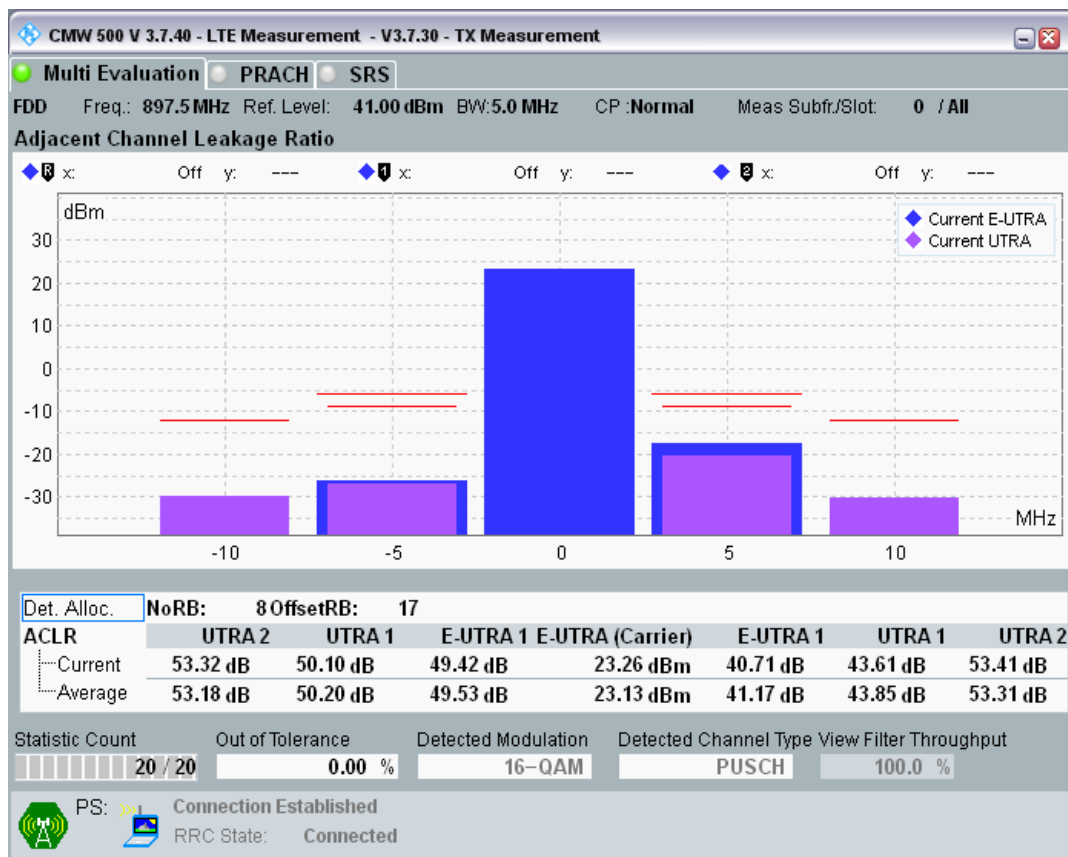 CMW 500 V 3.7.40 - LTE Measurement - V3.7.30 - TX Measurement
Multi Evaluation PRACH SRS
FDD Freq.: 897.5 MHz Ref. Level: 41.00 dBm BW:5.0 MHz CP :Normal Meas Subfr./Slot: 0 / All
Adjacent Channel Leakage Ratio
R x: Off y: --- 1 x: Off y: --- 2 x: Off y: ---
dBm
Current E-UTRA
Current UTRA
30
20
10
0
-10
-20
-30
MHz
-10 -5 0 5 10
Det. Alloc. NoRB: 8 OffsetRB: 17
ACLR UTRA 2 UTRA 1 E-UTRA 1 E-UTRA (Carrier) E-UTRA 1 UTRA 1 UTRA 2
Current 53.32 dB 50.10 dB 49.42 dB 23.26 dBm 40.71 dB 43.61 dB 53.41 dB
Average 53.18 dB 50.20 dB 49.53 dB 23.13 dBm 41.17 dB 43.85 dB 53.31 dB
Statistic Count Out of Tolerance Detected Modulation Detected Channel Type View Filter Throughput
20 / 20 0.00 % 16-QAM PUSCH 100.0 %
PS: Connection Established
RRC State: Connected